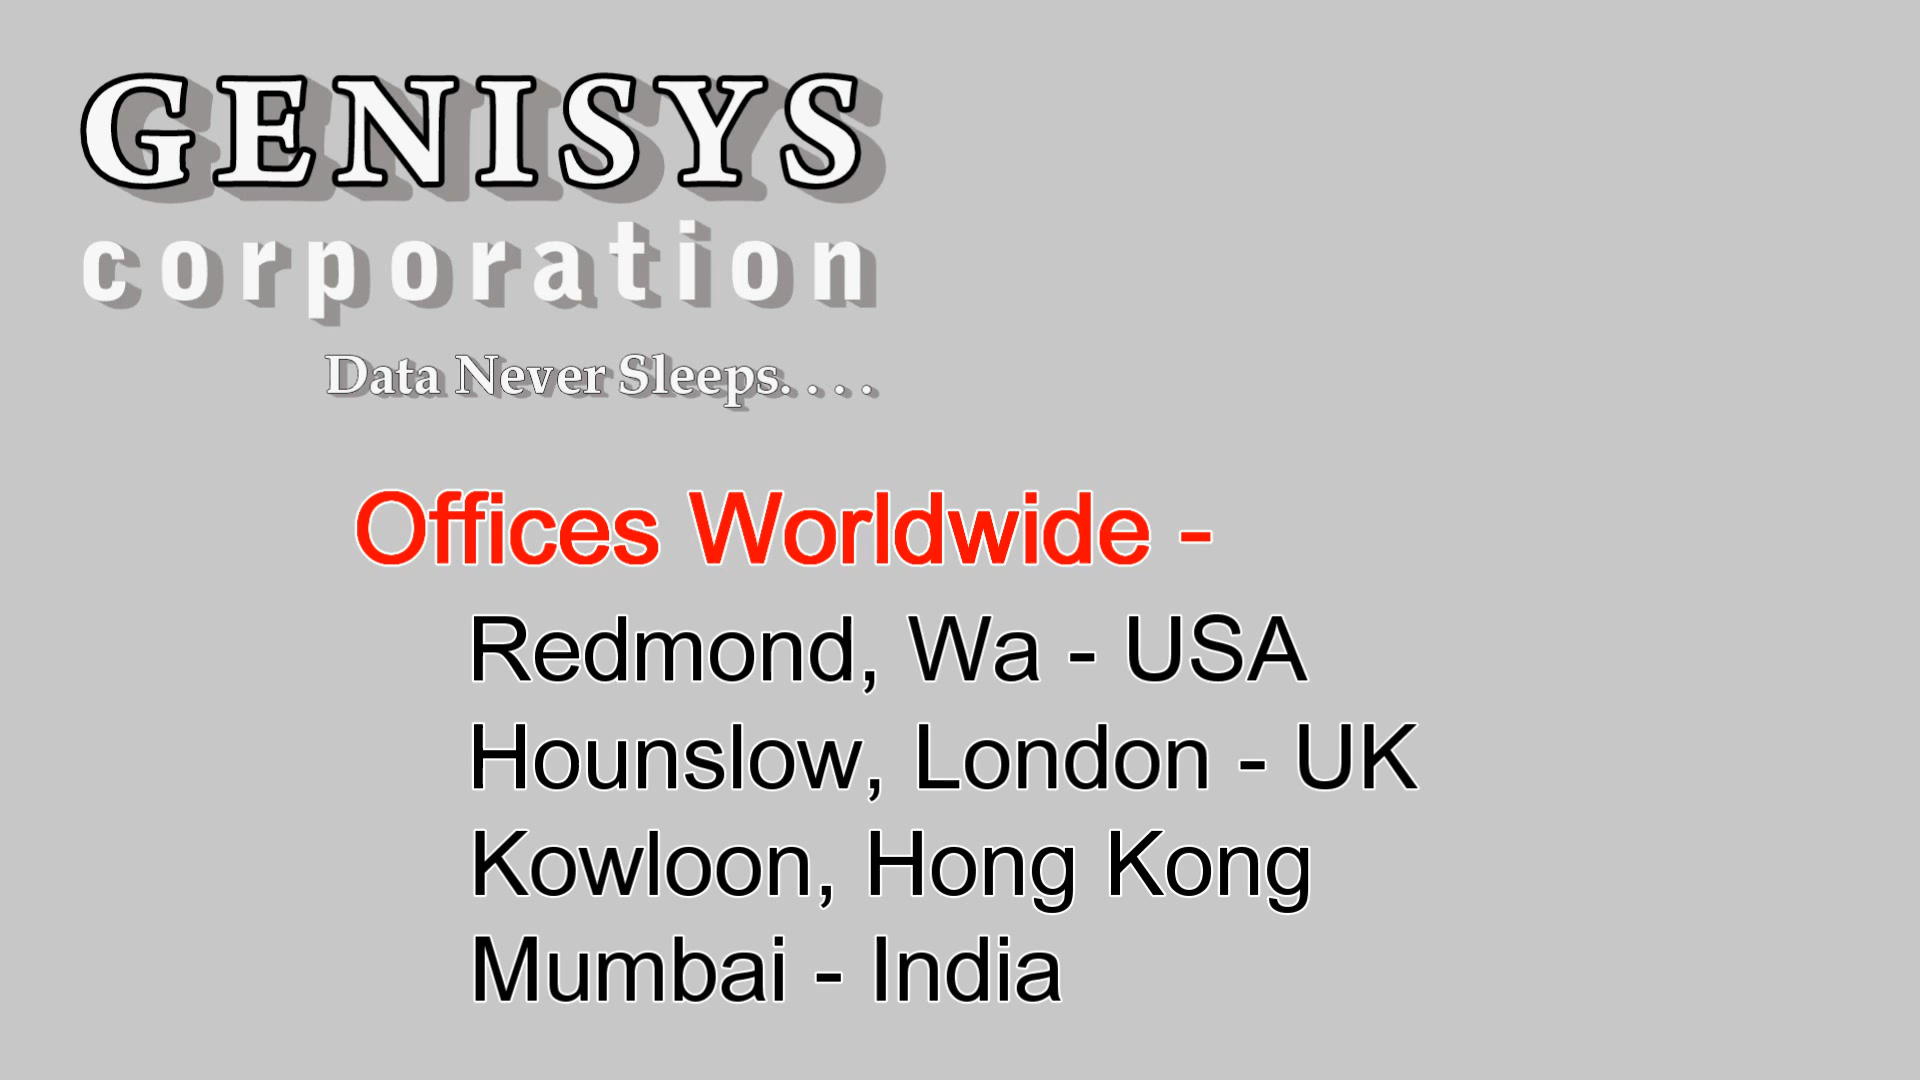 GENISYS
corporation
Data Never Sleeps. . . .
Offices Worldwide -
Redmond, Wa - USA
Hounslow, London - UK
Kowloon, Hong Kong
Mumbai - India